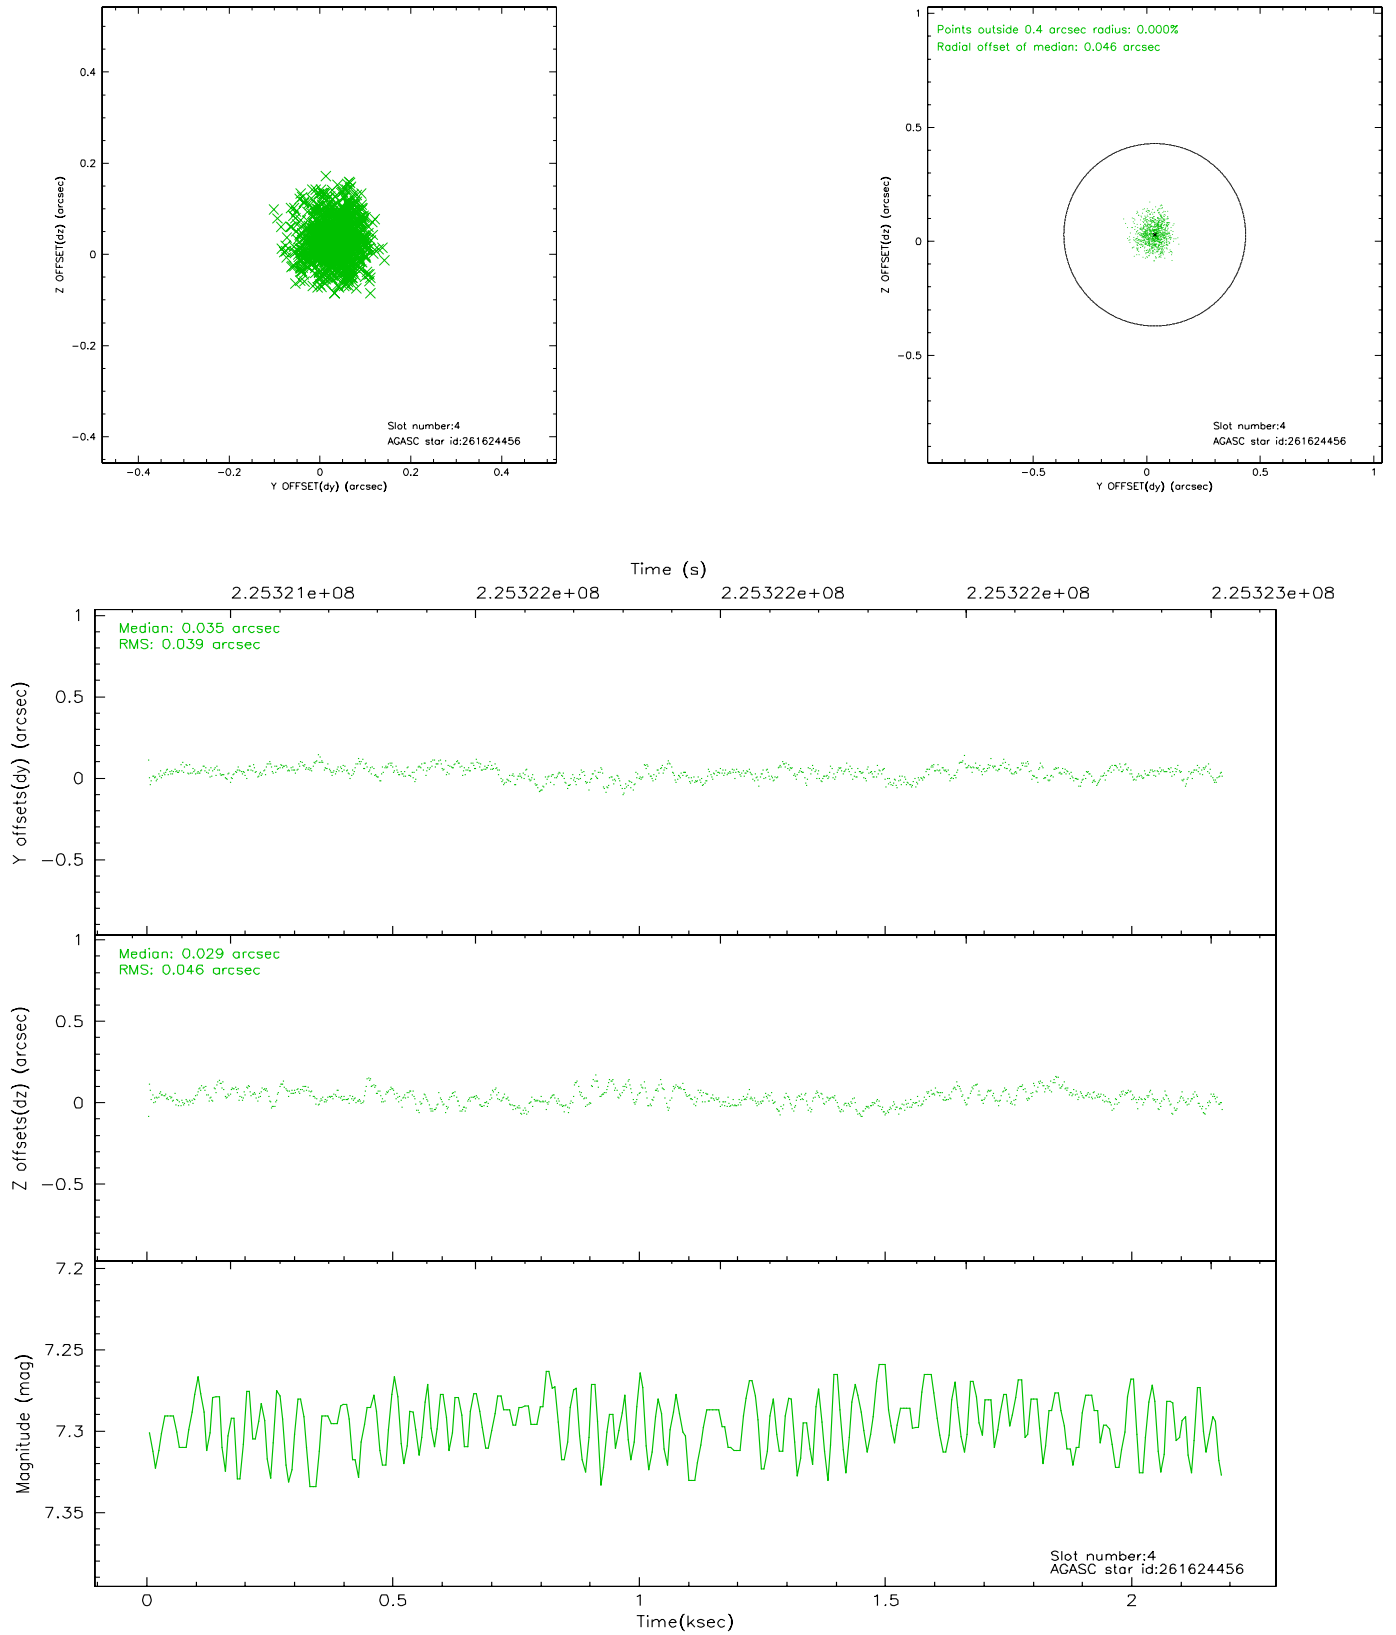 0.4
0.2
0
-0.2
-0.4
Z OFFSET(dz) (arcsec)
Slot number:4
AGASC star id:261624456
-0.4 -0.2 0 0.2 0.4
Y OFFSET(dy) (arcsec)
Points outside 0.4 arcsec radius: 0.000%
Radial offset of median: 0.046 arcsec
1
0.5
0
-0.5
Z OFFSET(dz) (arcsec)
Slot number:4
AGASC star id:261624456
-0.5 0 0.5 1
Y OFFSET(dy) (arcsec)
Time (s)
2.25321e+08 2.25322e+08 2.25322e+08 2.25322e+08 2.25323e+08
Median: 0.035 arcsec
RMS: 0.039 arcsec
1
0.5
0
-0.5
Y offsets(dy) (arcsec)
Median: 0.029 arcsec
RMS: 0.046 arcsec
1
0.5
0
-0.5
Z offsets(dz) (arcsec)
7.2
7.25
7.3
7.35
Magnitude (mag)
Slot number:4
AGASC star id:261624456
0 0.5 1 1.5 2
Time(ksec)